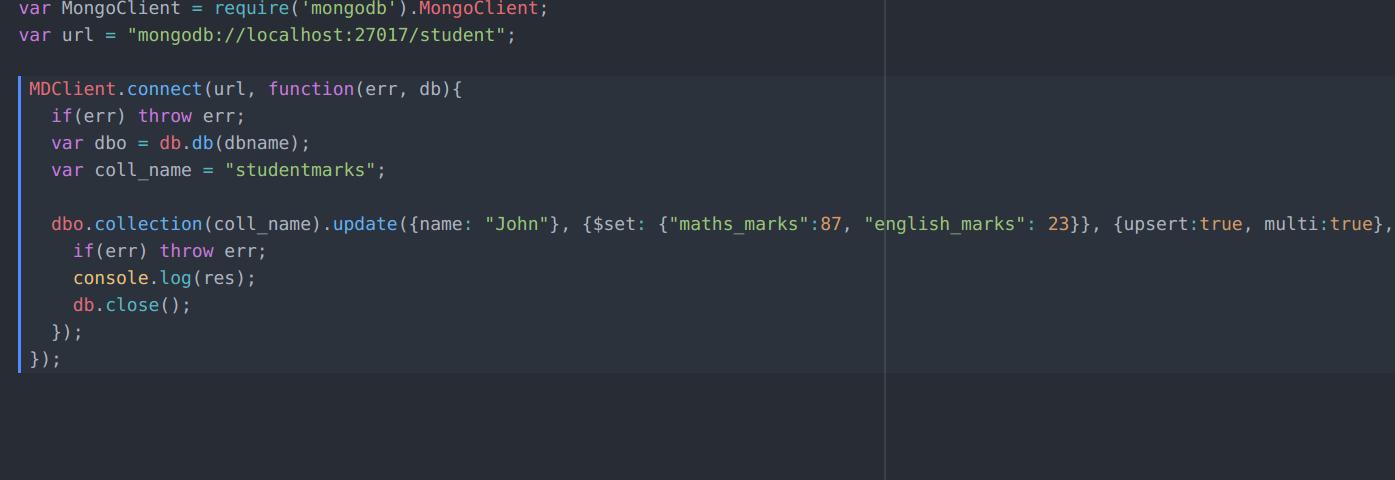 var MongoClient = require('mongodb').MongoClient;
var url = "mongodb://localhost:27017/student";
MDClient.connect(url, function(err, db){
if(err) throw err;
var dbo = db.db(dbname);
var coll_name = "studentmarks";
dbo.collection(coll_name).update({name: "John"}, {$set: {"maths_marks":87, "english_marks": 23}}, {upsert:true, multi:true},
if(err) throw err;
console.log(res);
db.close();
});
});